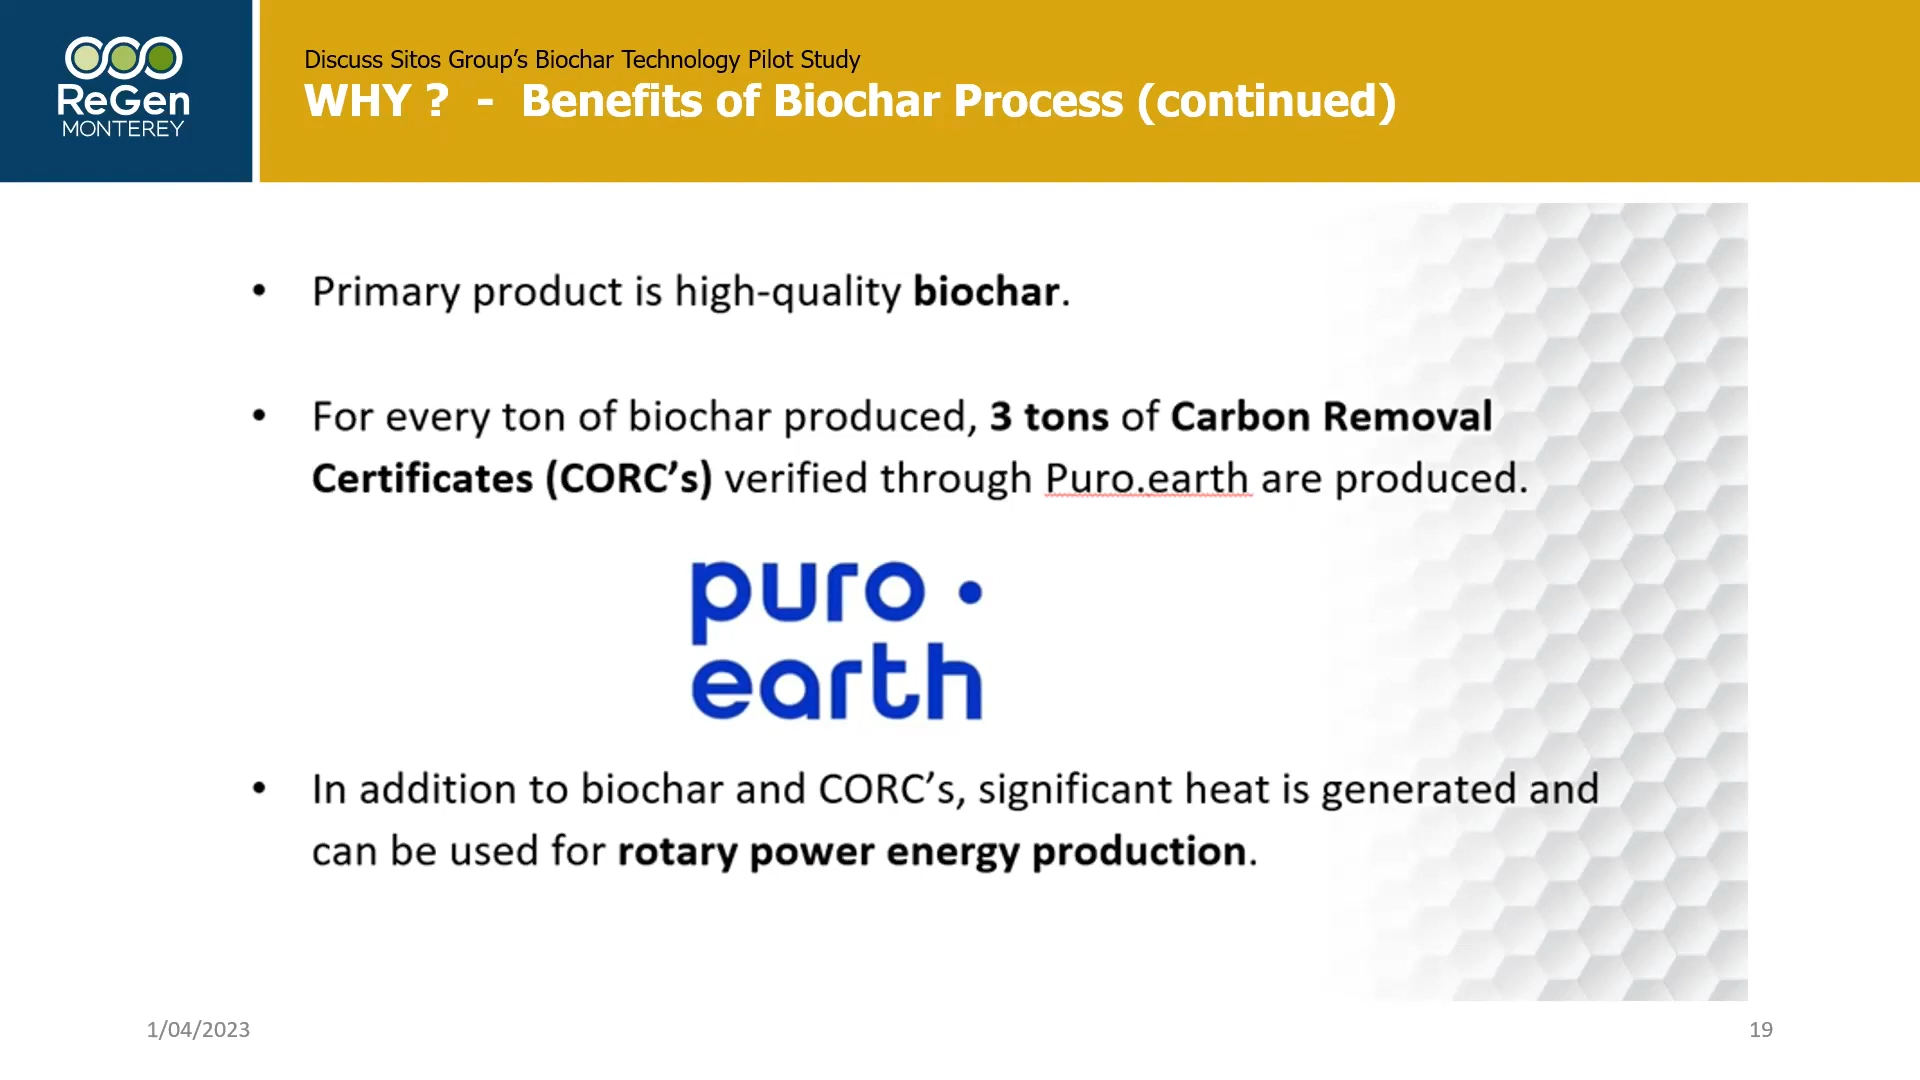 ReGen
MONTEREY
Discuss Sitos Group's Biochar Technology Pilot Study
WHY ?  -  Benefits of Biochar Process (continued)
• Primary product is high-quality biochar.
• For every ton of biochar produced, 3 tons of Carbon Removal
Certificates (CORC's) verified through Puro.earth are produced.
puro •
earth
• In addition to biochar and CORC's, significant heat is generated and
can be used for rotary power energy production.
1/04/2023
19